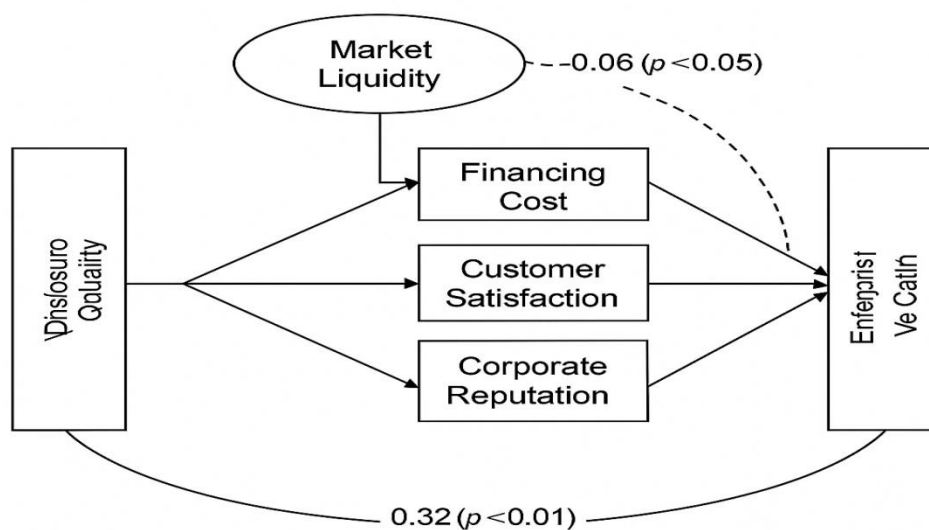 Market
Liquidity
-0.06 (p <0.05)
Financing
Cost
Customer
Satisfaction
Corporate
Reputation
0.32 (p <0.01)